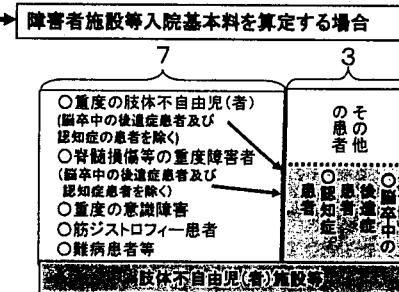 障害者施設等入院基本料を算定する場合
7
3
○重度の肢体不自由児(者)
(脳卒中の後遺症患者及び
認知症の患者を除く)
○脊髄損傷等の重度障害者
(脳卒中の後遺症患者及び
認知症患者を除く)
○重度の意識障害
○筋ジストロフィー患者
○難病患者等
その他
の患者
○脳卒中の
後遺症
患者
○認知症
患者
肢体不自由児(者)施設等